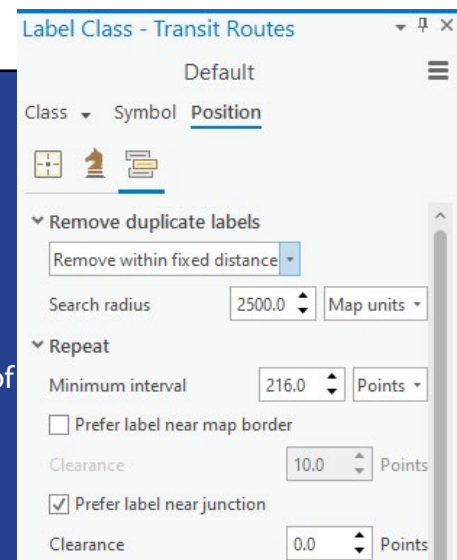 Label Class - Transit Routes
Default
Class Symbol Position
Remove duplicate labels
Remove within fixed distance
Search radius 2500.0 Map units
Repeat
of
Minimum interval 216.0 Points
Prefer label near map border
Clearance 10.0 Points
Prefer label near junction
Clearance 0.0 Points